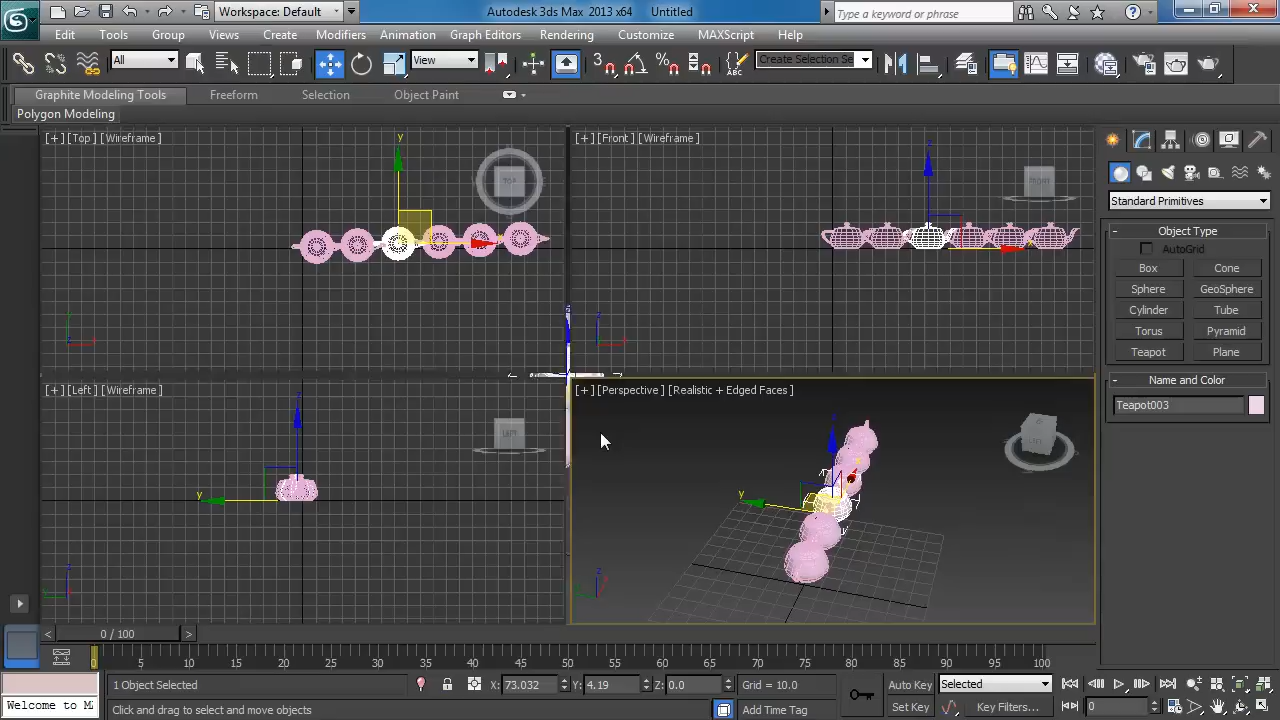 Workspace: Default
Autodesk 3ds Max 2013 x64
Untitled
Type a keyword or phrase
Edit
Tools
Group
Views
Create
Modifiers
Animation
Graph Editors
Rendering
Customize
MAXScript
Help
All
View
3
Create Selection Se
Graphite Modeling Tools
Freeform
Selection
Object Paint
Polygon Modeling
[+] [Top] [Wireframe]
y
TOP
x
[+] [Front] [Wireframe]
z
FRONT
x
Standard Primitives
- Object Type
AutoGrid
Box
Cone
Sphere
GeoSphere
Cylinder
Tube
Torus
Pyramid
Teapot
Plane
- Name and Color
Teapot003
[+] [Left] [Wireframe]
z
LEFT
y
[+] [Perspective] [Realistic + Edged Faces]
LEFT
y
z
< 0 / 100 >
0 5 10 15 20 25 30 35 40 45 50 55 60 65 70 75 80 85 90 95 100
1 Object Selected
X: 73.032
Y: 4.19
Z: 0.0
Grid = 10.0
Auto Key
Selected
Welcome to M
Click and drag to select and move objects
Add Time Tag
Set Key
Key Filters...
0